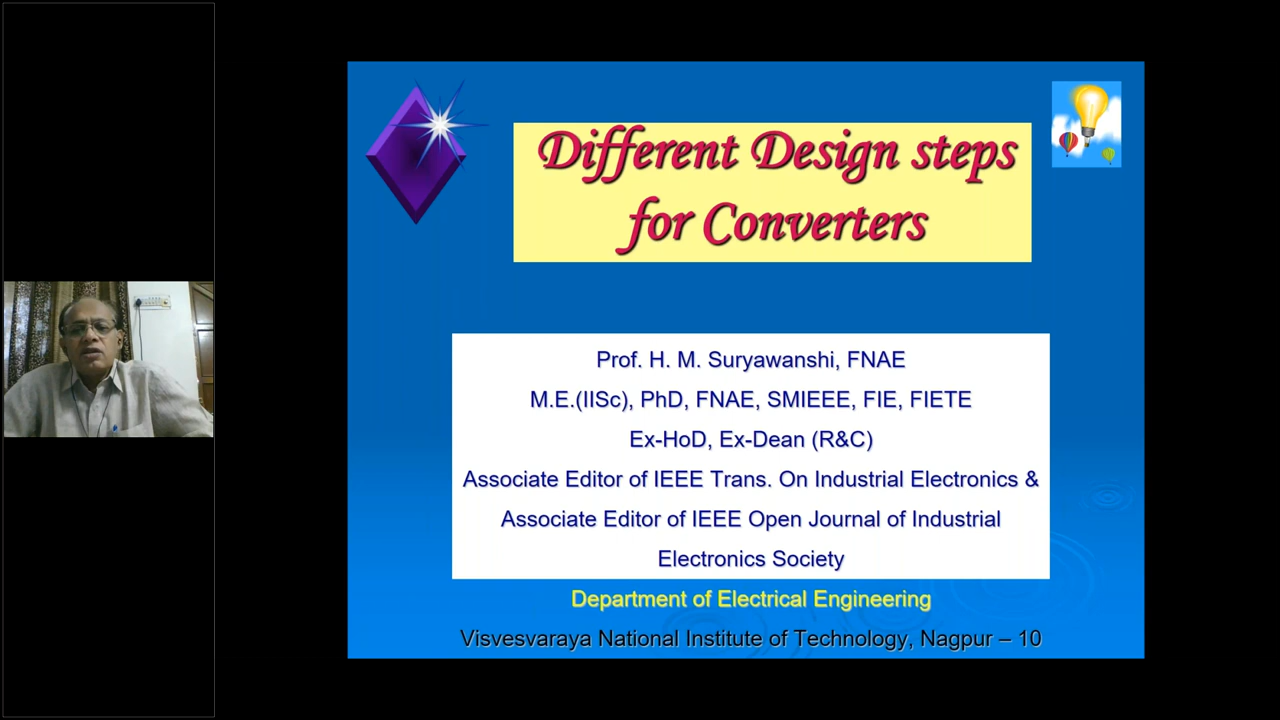 Different Design steps
for Converters
Prof. H. M. Suryawanshi, FNAE
M.E.(IISc), PhD, FNAE, SMIEEE, FIE, FIETE
Ex-HoD, Ex-Dean (R&C)
Associate Editor of IEEE Trans. On Industrial Electronics &
Associate Editor of IEEE Open Journal of Industrial
Electronics Society
Department of Electrical Engineering
Visvesvaraya National Institute of Technology, Nagpur – 10